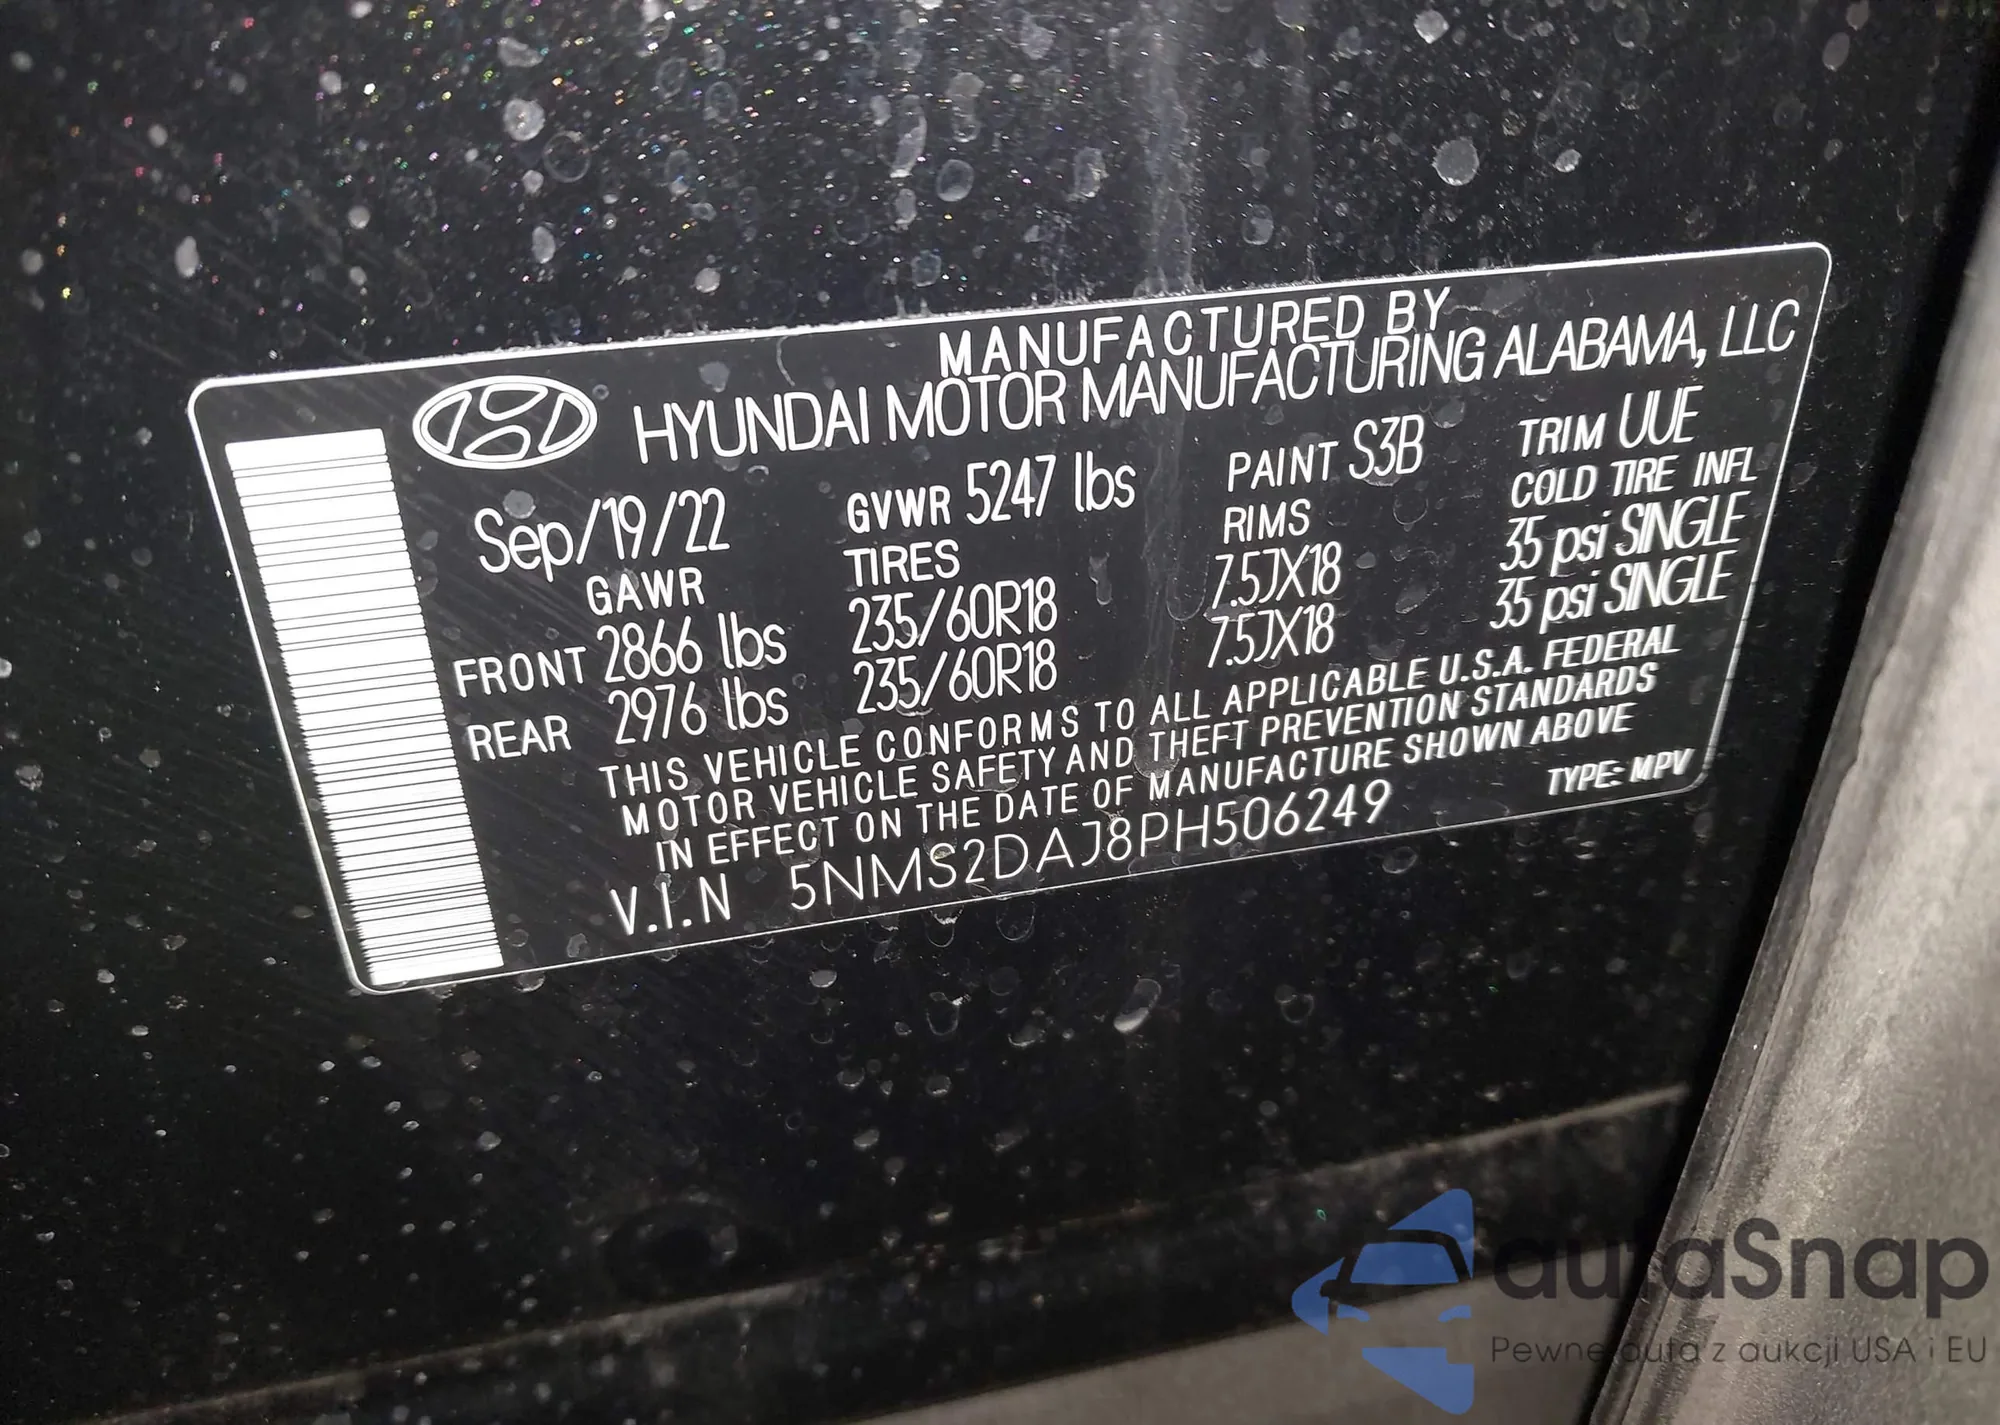 MANUFACTURED BY
HYUNDAI MOTOR MANUFACTURING ALABAMA, LLC
Sep/19/22 GVWR 5247 lbs PAINT S3B TRIM UUE
GAWR TIRES RIMS COLD TIRE INFL
FRONT 2866 lbs 235/60R18 7.5JX18 35 psi SINGLE
REAR 2976 lbs 235/60R18 7.5JX18 35 psi SINGLE
THIS VEHICLE CONFORMS TO ALL APPLICABLE U.S.A. FEDERAL
MOTOR VEHICLE SAFETY AND THEFT PREVENTION STANDARDS
IN EFFECT ON THE DATE OF MANUFACTURE SHOWN ABOVE
V.I.N 5NMS2DAJ8PH506249 TYPE: MPV
autaSnap
Pewne auta z aukcji USA i EU